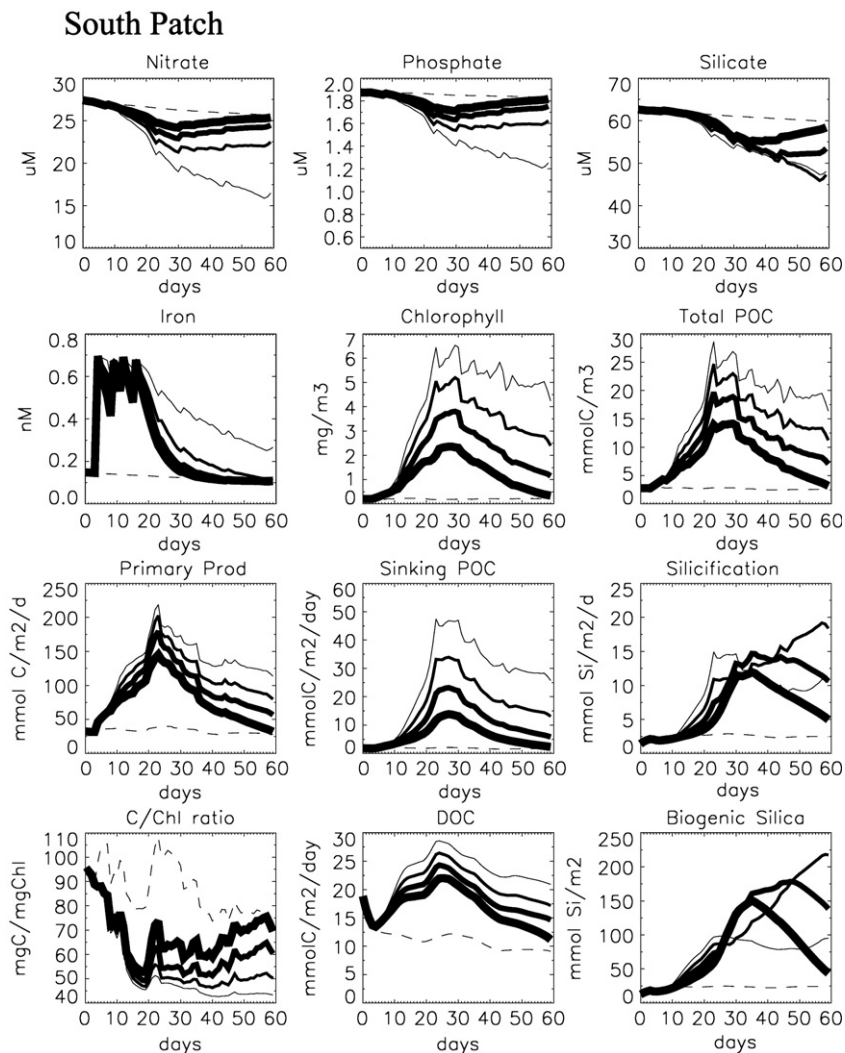 South Patch
Nitrate Phosphate Silicate
30 2.0 70
25 1.8 60
1.6
20 1.4 50
1.2
15 1.0 40
0.8
10 0.6 30
uM uM uM
0 10 20 30 40 50 60 0 10 20 30 40 50 60 0 10 20 30 40 50 60
days days days
Iron Chlorophyll Total POC
0.8 7 30
6 25
0.6 5 20
0.4 4 15
3
0.2 2 10
1 5
0.0 0 0
nM mg/m3 mmolC/m3
0 10 20 30 40 50 60 0 10 20 30 40 50 60 0 10 20 30 40 50 60
days days days
Primary Prod Sinking POC Silicification
250 60 25
200 50 20
150 40 15
30
100 20 10
50 10 5
0 0 0
mmol C/m2/d mmolC/m2/day mmol Si/m2/d
0 10 20 30 40 50 60 0 10 20 30 40 50 60 0 10 20 30 40 50 60
days days days
C/Chl ratio DOC Biogenic Silica
110 30 250
100 25 200
90 20
80 150
70 15 100
60 10
50 5 50
40 0 0
mgC/mgChl mmolC/m2/day mmol Si/m2
0 10 20 30 40 50 60 0 10 20 30 40 50 60 0 10 20 30 40 50 60
days days days